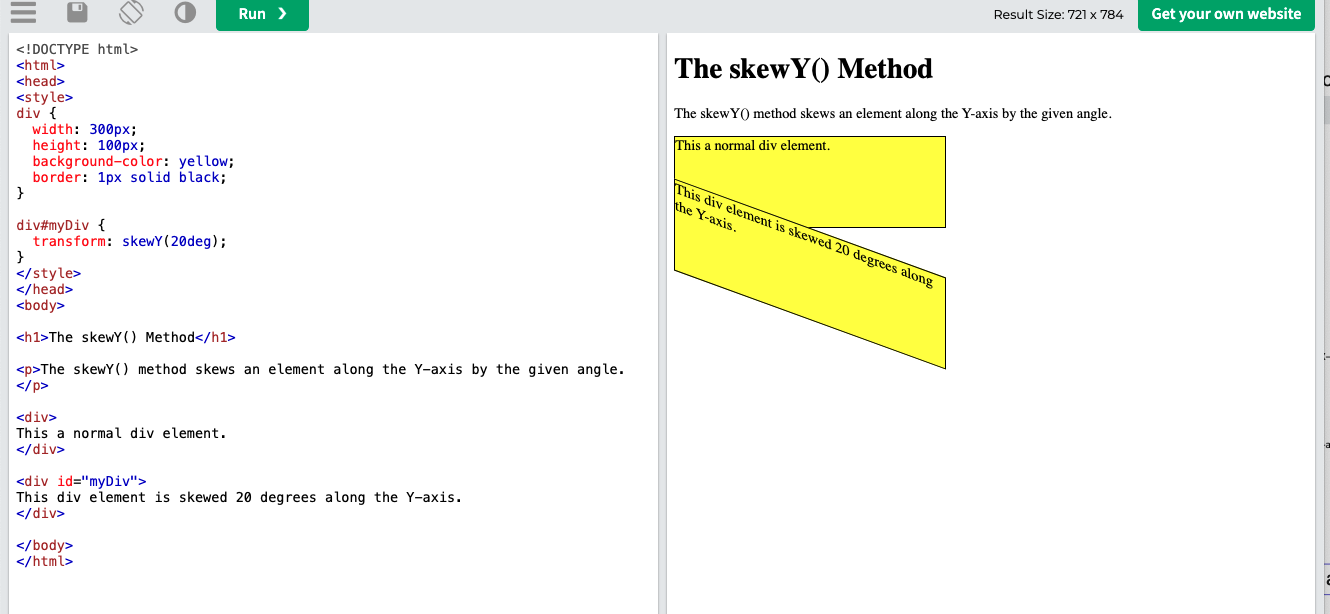 Run ❯
Result Size: 721 x 784
Get your own website
<!DOCTYPE html>
<html>
<head>
<style>
div {
  width: 300px;
  height: 100px;
  background-color: yellow;
  border: 1px solid black;
}

div#myDiv {
  transform: skewY(20deg);
}
</style>
</head>
<body>

<h1>The skewY() Method</h1>

<p>The skewY() method skews an element along the Y-axis by the given angle.
</p>

<div>
This a normal div element.
</div>

<div id="myDiv">
This div element is skewed 20 degrees along the Y-axis.
</div>

</body>
</html>
The skewY() Method
The skewY() method skews an element along the Y-axis by the given angle.
This a normal div element.
This div element is skewed 20 degrees along
the Y-axis.